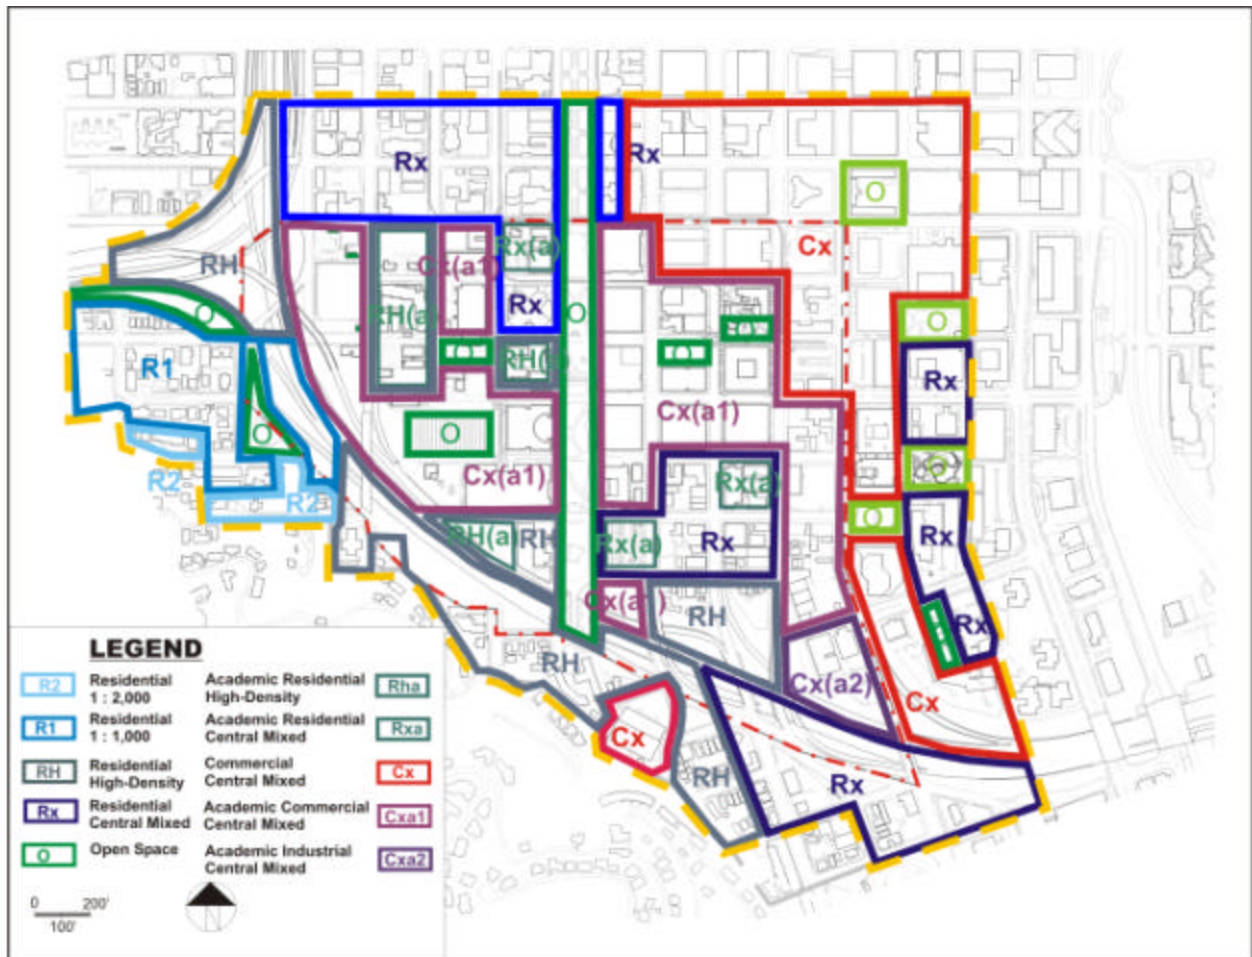 Rx
Rx
O
Cx
Rx(a)
Cx(a1)
RH
Rx
RH(a)
O
O
O
O
O
RH(a)
Rx
R1
Cx(a1)
O
O
Cx(a1)
R2
Rx(a)
R2
O
RH(a)
RH
Rx(a)
Rx
Rx
RH
Rx
RH
Cx(a2)
Cx
Cx
RH
Rx
LEGEND
R2 Residential 1 : 2,000
R1 Residential 1 : 1,000
RH Residential High-Density
Rx Residential Central Mixed
O Open Space
Academic Residential High-Density Rha
Academic Residential Central Mixed Rxa
Commercial Central Mixed Cx
Academic Commercial Central Mixed Cxa1
Academic Industrial Central Mixed Cxa2
0 200'
100'
N